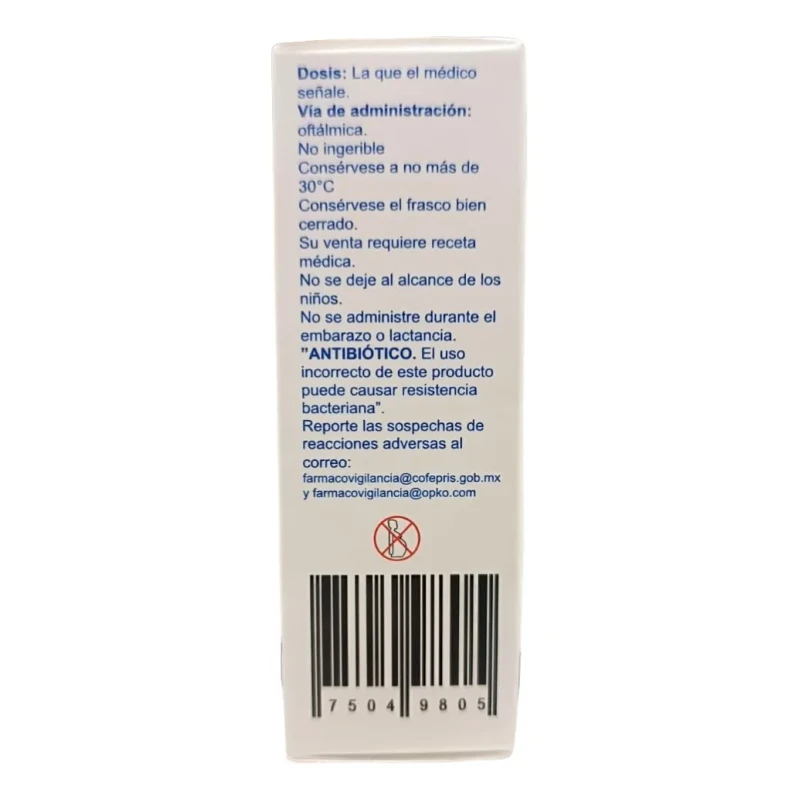 Dosis: La que el médico
señale.
Vía de administración:
oftálmica.
No ingerible
Consérvese a no más de
30°C
Consérvese el frasco bien
cerrado.
Su venta requiere receta
médica.
No se deje al alcance de los
niños.
No se administre durante el
embarazo o lactancia.
"ANTIBIÓTICO. El uso
incorrecto de este producto
puede causar resistencia
bacteriana".
Reporte las sospechas de
reacciones adversas al
correo:
farmacovigilancia@cofepris.gob.mx
y farmacovigilancia@opko.com
7504 9805